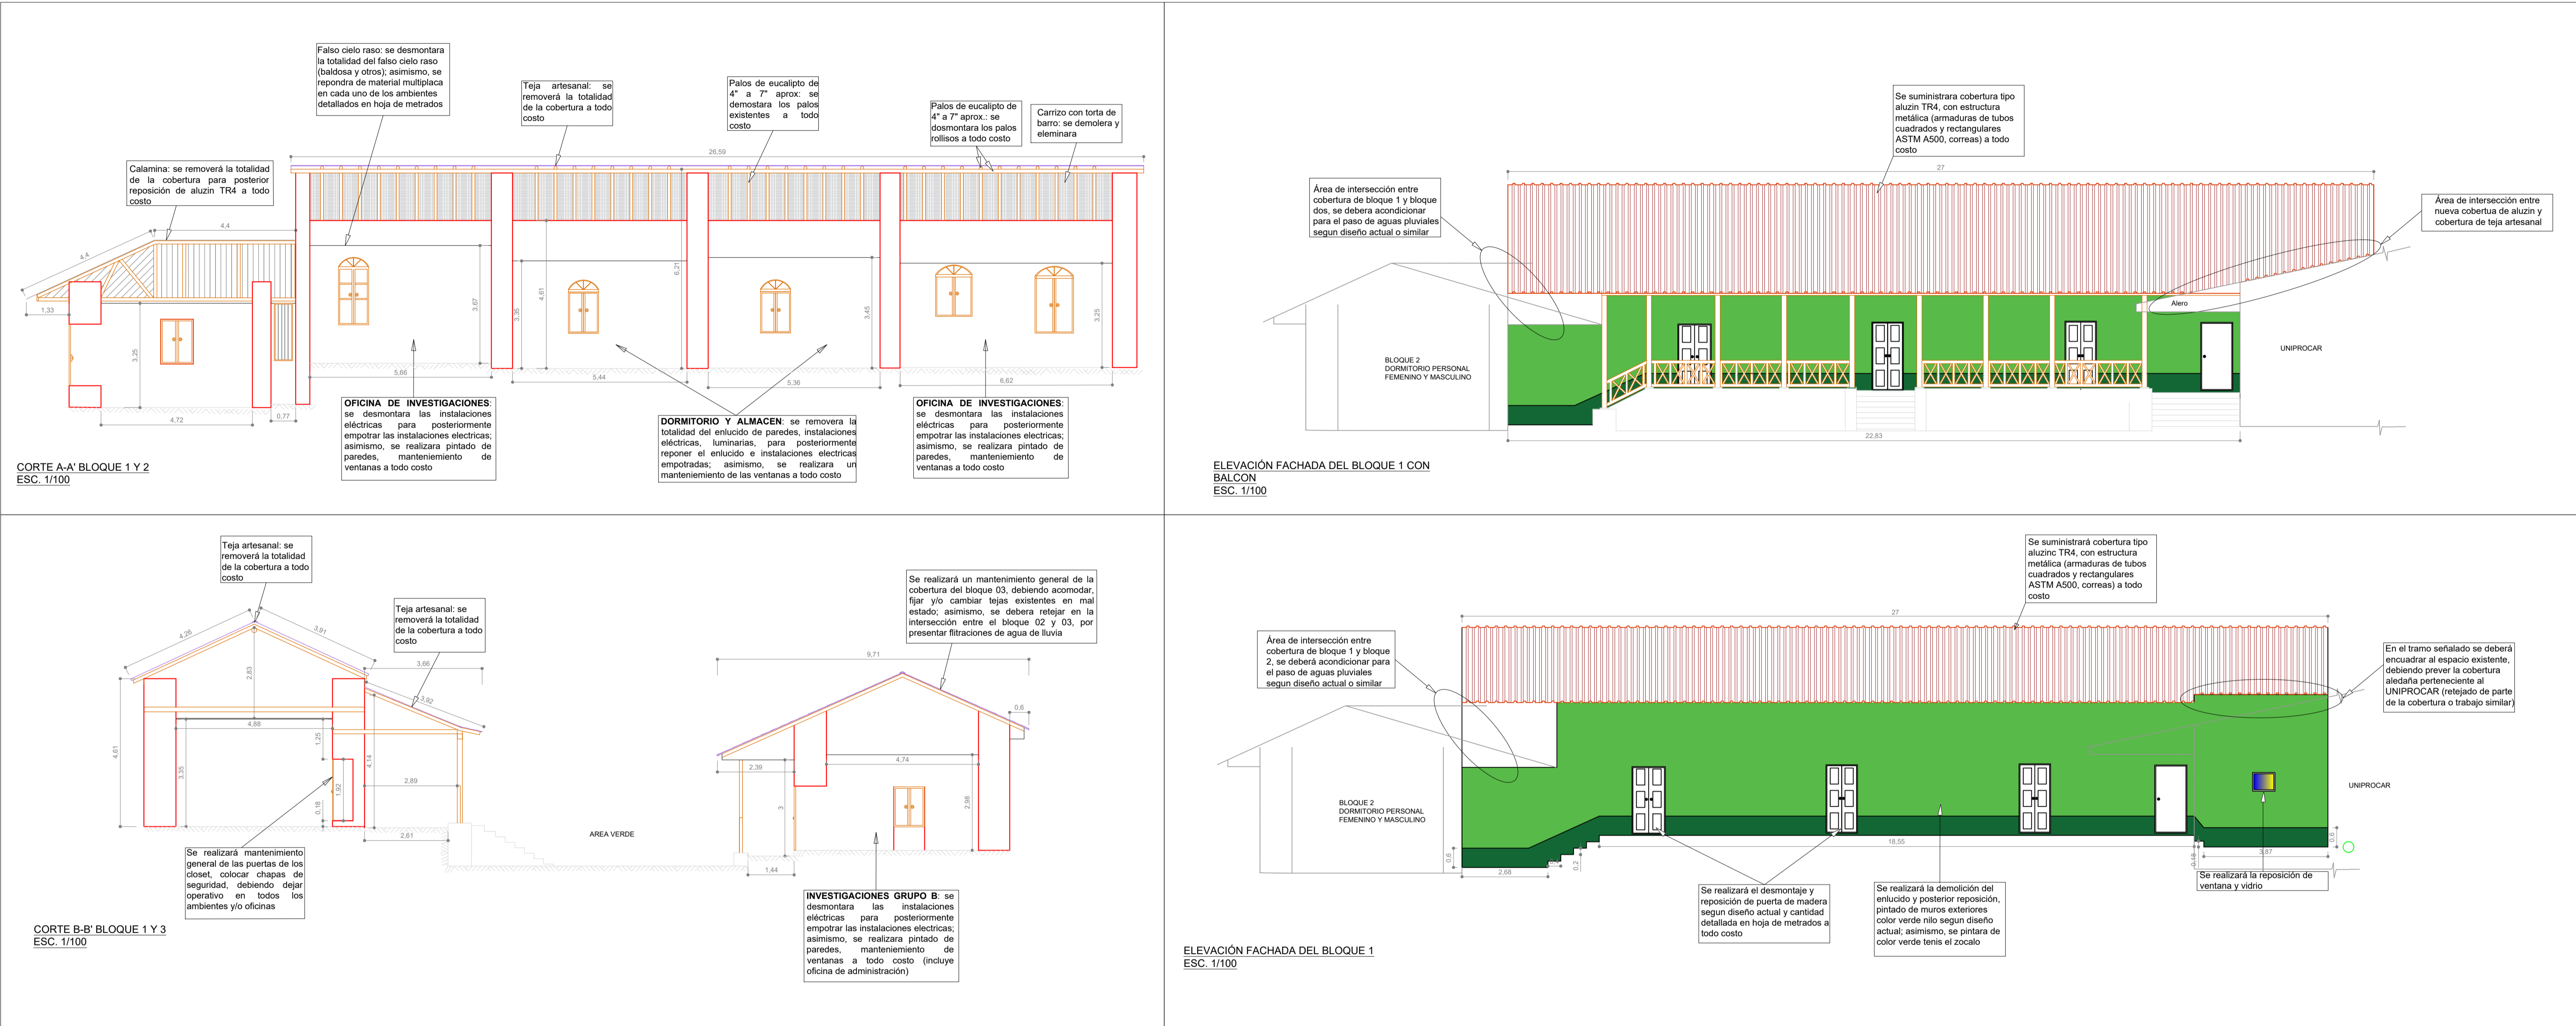 Falso cielo raso: se desmontara
la totalidad del falso cielo raso
(baldosa y otros); asimismo, se
repondra de material multiplaca
en cada uno de los ambientes
detallados en hoja de metrados
Teja artesanal: se
removerá la totalidad
de la cobertura a todo
costo
Palos de eucalipto de
4" a 7" aprox: se
demostara los palos
existentes a todo
costo
Palos de eucalipto de
4" a 7" aprox.: se
dosmontara los palos
rollisos a todo costo
Carrizo con torta de
barro: se demolera y
eleminara
Calamina: se removerá la totalidad
de la cobertura para posterior
reposición de aluzin TR4 a todo
costo
26,59
4,4
4,4
1,33
3,25
4,72
0,77
3,67
5,66
3,35
4,61
5,44
6,21
3,45
5,36
3,25
6,62
OFICINA DE INVESTIGACIONES:
se desmontara las instalaciones
eléctricas para posteriormente
empotrar las instalaciones electricas;
asimismo, se realizara pintado de
paredes, manteniemiento de
ventanas a todo costo
DORMITORIO Y ALMACEN: se removera la
totalidad del enlucido de paredes, instalaciones
eléctricas, luminarias, para posteriormente
reponer el enlucido e instalaciones electricas
empotradas; asimismo, se realizara un
manteniemiento de las ventanas a todo costo
OFICINA DE INVESTIGACIONES:
se desmontara las instalaciones
eléctricas para posteriormente
empotrar las instalaciones electricas;
asimismo, se realizara pintado de
paredes, manteniemiento de
ventanas a todo costo
CORTE A-A' BLOQUE 1 Y 2
ESC. 1/100
Se suministrara cobertura tipo
aluzin TR4, con estructura
metálica (armaduras de tubos
cuadrados y rectangulares
ASTM A500, correas) a todo
costo
27
Área de intersección entre
cobertura de bloque 1 y bloque
dos, se debera acondicionar
para el paso de aguas pluviales
segun diseño actual o similar
Área de intersección entre
nueva cobertua de aluzin y
cobertura de teja artesanal
Alero
BLOQUE 2
DORMITORIO PERSONAL
FEMENINO Y MASCULINO
UNIPROCAR
22,83
ELEVACIÓN FACHADA DEL BLOQUE 1 CON
BALCON
ESC. 1/100
Teja artesanal: se
removerá la totalidad
de la cobertura a todo
costo
Teja artesanal: se
removerá la totalidad
de la cobertura a todo
costo
4,26
3,91
3,66
2,83
3,92
4,88
4,61
3,35
1,25
1,92
0,18
4,14
2,89
2,61
AREA VERDE
Se realizará mantenimiento
general de las puertas de los
closet, colocar chapas de
seguridad, debiendo dejar
operativo en todos los
ambientes y/o oficinas
CORTE B-B' BLOQUE 1 Y 3
ESC. 1/100
Se realizará un mantenimiento general de la
cobertura del bloque 03, debiendo acomodar,
fijar y/o cambiar tejas existentes en mal
estado; asimismo, se debera retejar en la
intersección entre el bloque 02 y 03, por
presentar flitraciones de agua de lluvia
9,71
0,6
2,39
4,74
3
2,98
1,44
INVESTIGACIONES GRUPO B: se
desmontara las instalaciones
eléctricas para posteriormente
empotrar las instalaciones electricas;
asimismo, se realizara pintado de
paredes, manteniemiento de
ventanas a todo costo (incluye
oficina de administración)
Se suministrará cobertura tipo
aluzinc TR4, con estructura
metálica (armaduras de tubos
cuadrados y rectangulares
ASTM A500, correas) a todo
costo
27
Área de intersección entre
cobertura de bloque 1 y bloque
2, se deberá acondicionar para
el paso de aguas pluviales
segun diseño actual o similar
En el tramo señalado se deberá
encuadrar al espacio existente,
debiendo prever la cobertura
aledaña perteneciente al
UNIPROCAR (retejado de parte
de la cobertura o trabajo similar)
BLOQUE 2
DORMITORIO PERSONAL
FEMENINO Y MASCULINO
UNIPROCAR
0,6
2,68
0,2
18,55
0,18
3,87
0,6
Se realizará la reposición de
ventana y vidrio
Se realizará el desmontaje y
reposición de puerta de madera
segun diseño actual y cantidad
detallada en hoja de metrados a
todo costo
Se realizará la demolición del
enlucido y posterior reposición,
pintado de muros exteriores
color verde nilo segun diseño
actual; asimismo, se pintara de
color verde tenis el zocalo
ELEVACIÓN FACHADA DEL BLOQUE 1
ESC. 1/100